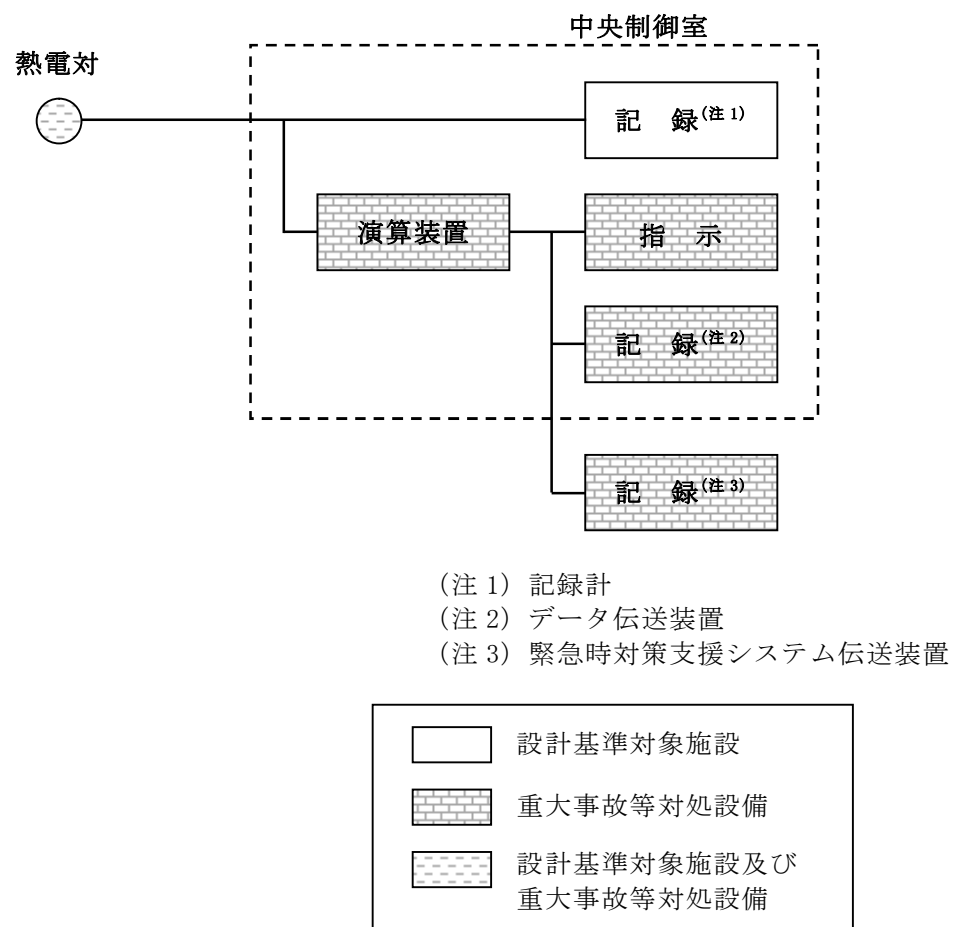 中央制御室
熱電対
記　録(注 1)
演算装置
指　示
記　録(注 2)
記　録(注 3)
（注 1）記録計
（注 2）データ伝送装置
（注 3）緊急時対策支援システム伝送装置
設計基準対象施設
重大事故等対処設備
設計基準対象施設及び
重大事故等対処設備